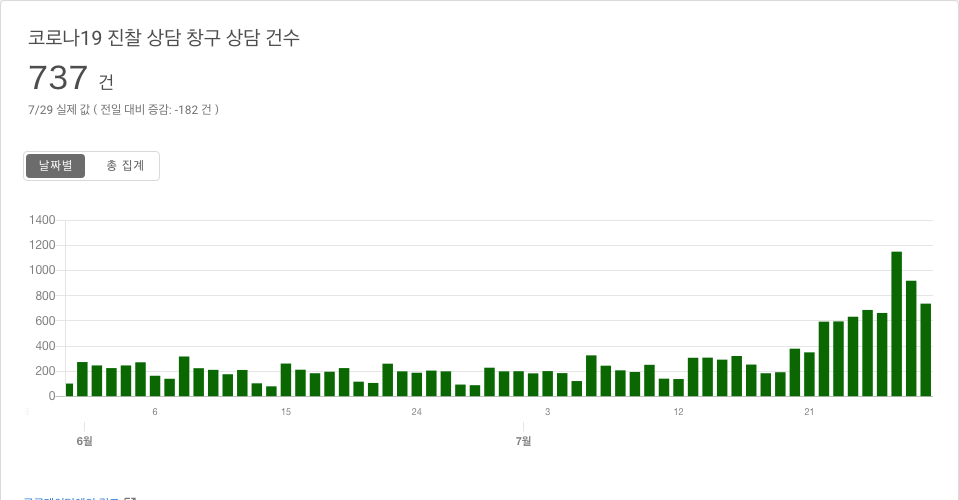 코로나19 진찰 상담 창구 상담 건수
737 건
7/29 실제 값 ( 전일 대비 증감: -182 건 )
날짜별 총 집계
1400
1200
1000
800
600
400
200
0
6 15 24 3 12 21
6월 7월